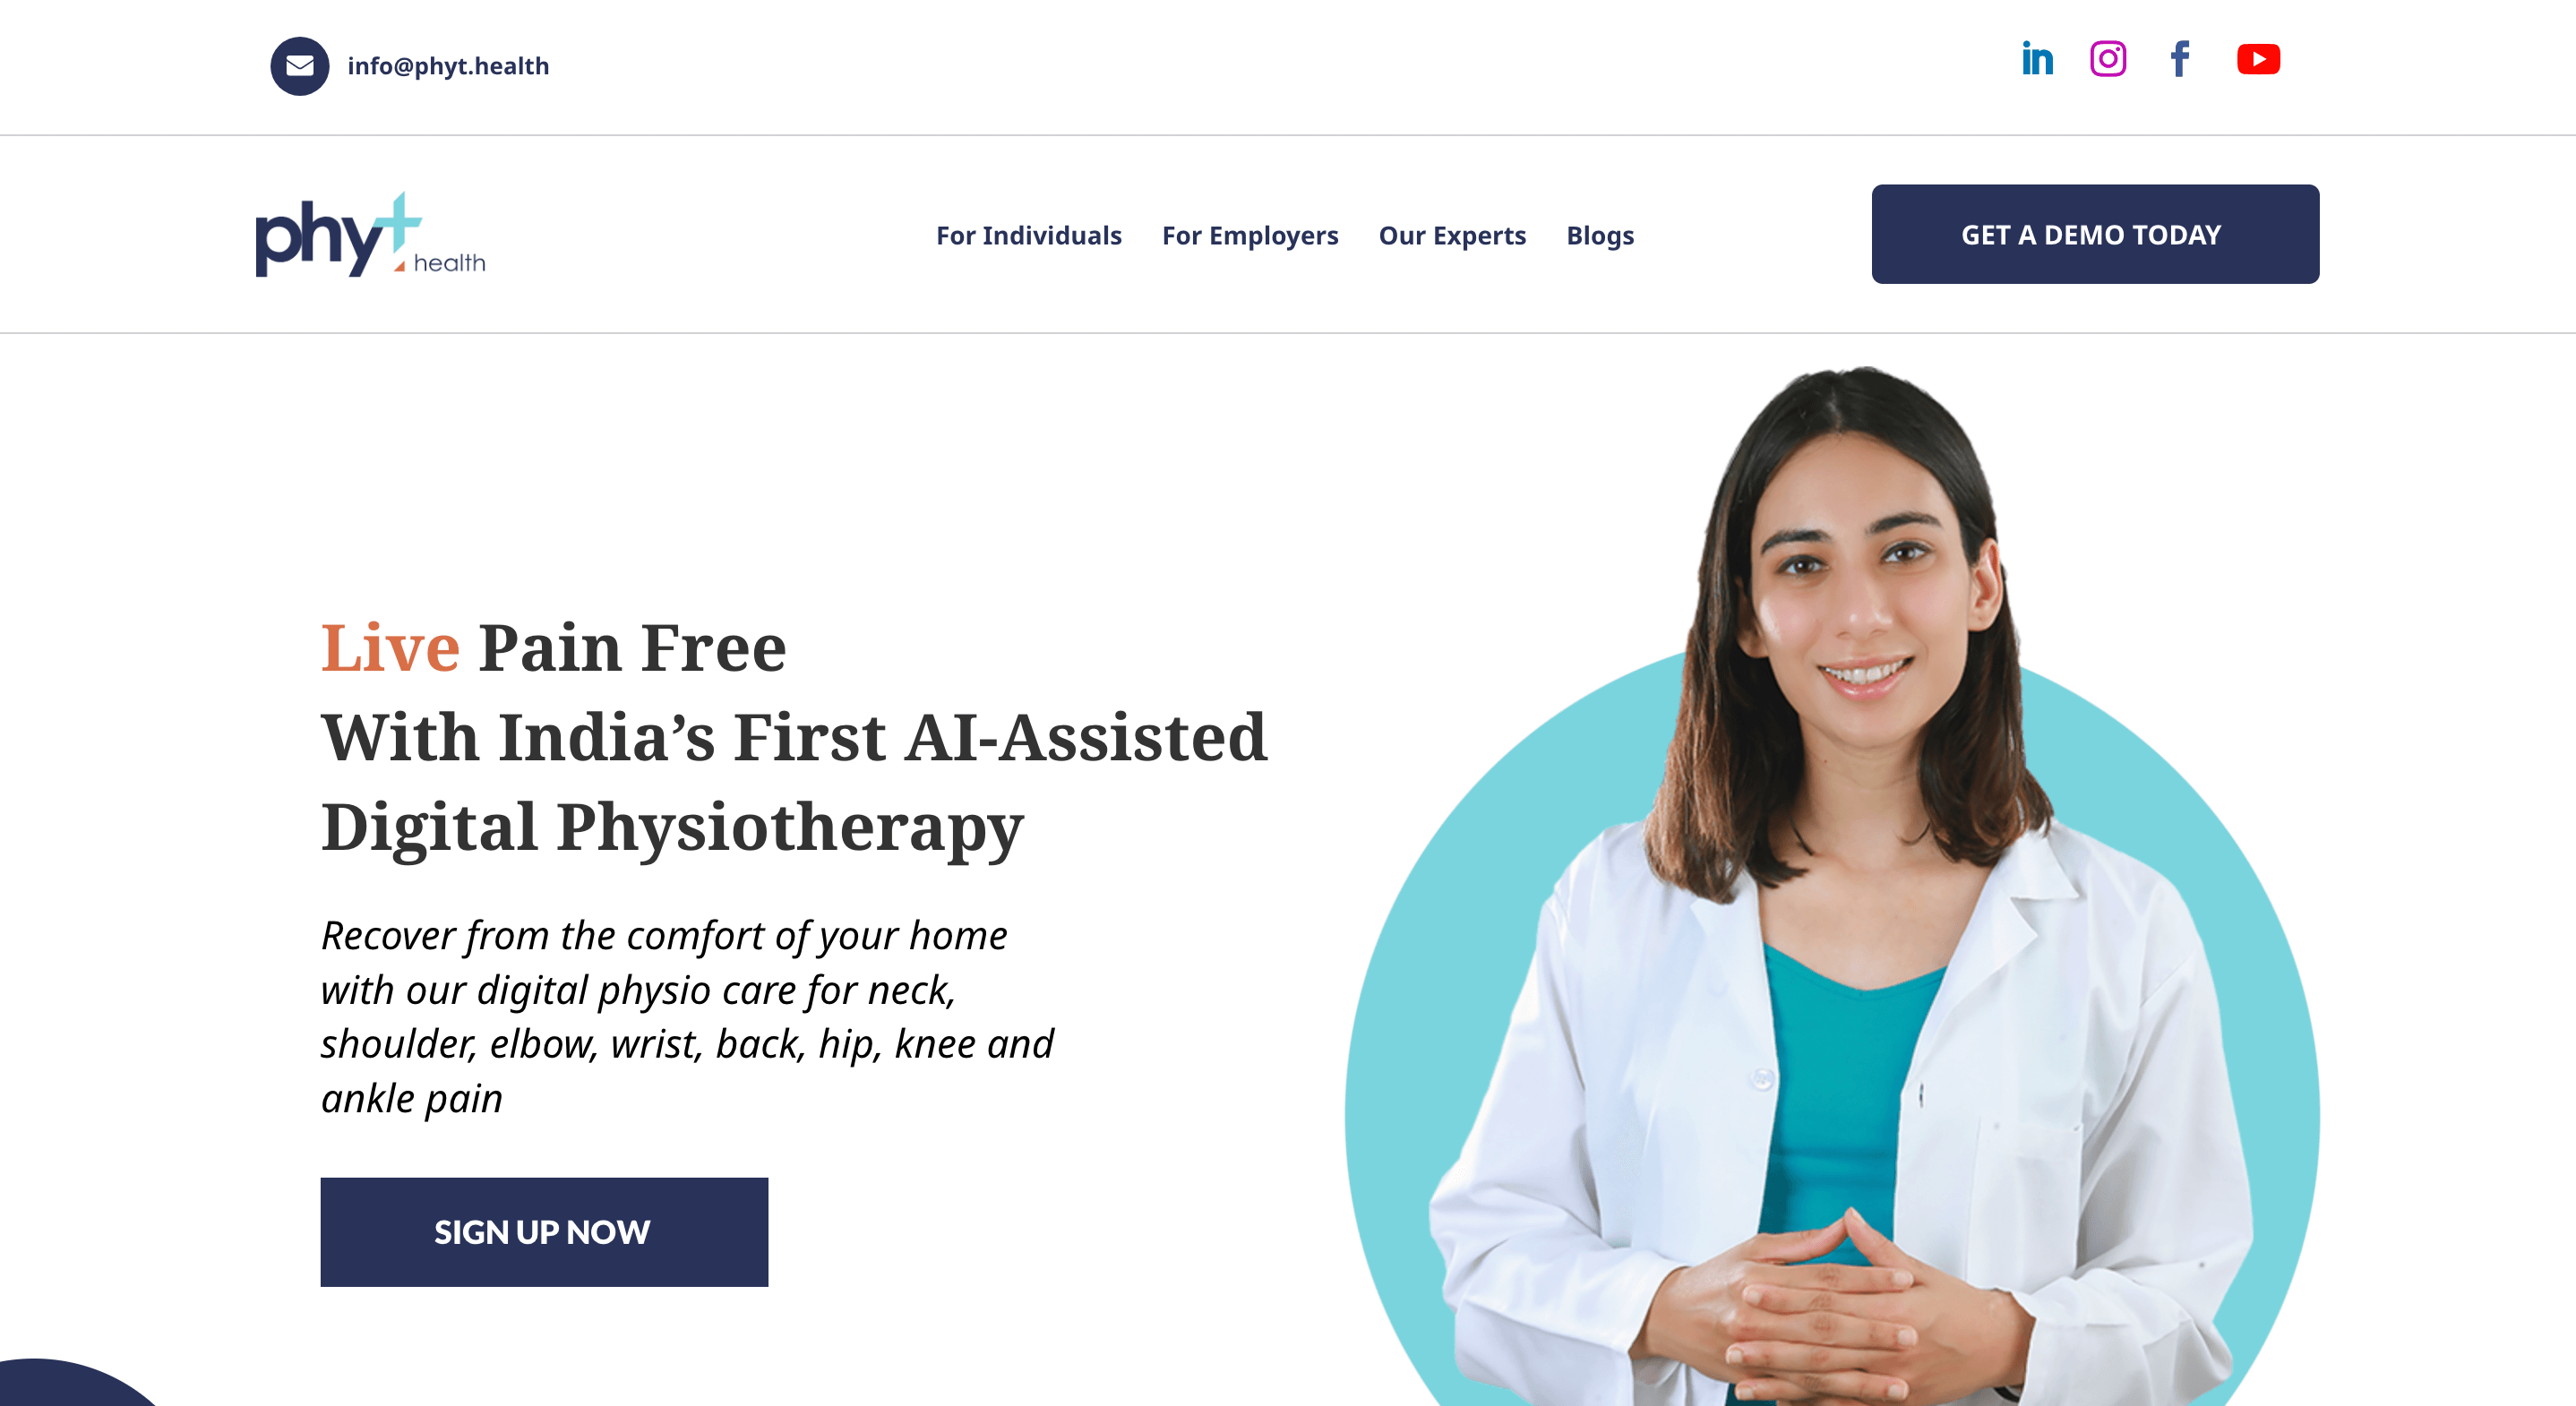 info@phyt.health
phyt health
For Individuals For Employers Our Experts Blogs
GET A DEMO TODAY
Live Pain Free
With India’s First AI-Assisted
Digital Physiotherapy
Recover from the comfort of your home
with our digital physio care for neck,
shoulder, elbow, wrist, back, hip, knee and
ankle pain
SIGN UP NOW